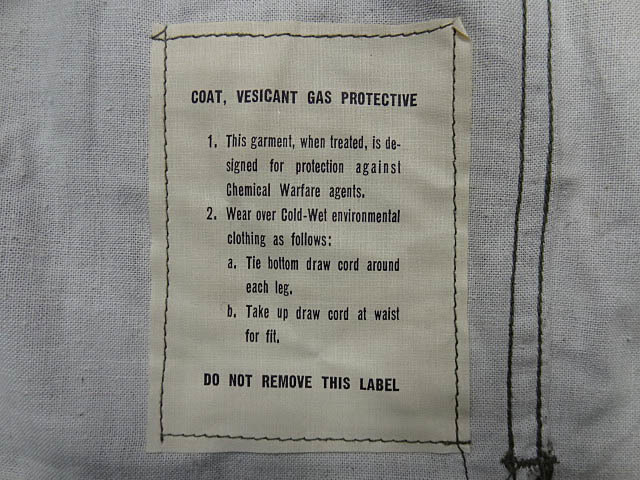 COAT, VESICANT GAS PROTECTIVE
1. This garment, when treated, is de-
signed for protection against
Chemical Warfare agents.
2. Wear over Cold-Wet environmental
clothing as follows:
a. Tie bottom draw cord around
each leg.
b. Take up draw cord at waist
for fit.
DO NOT REMOVE THIS LABEL